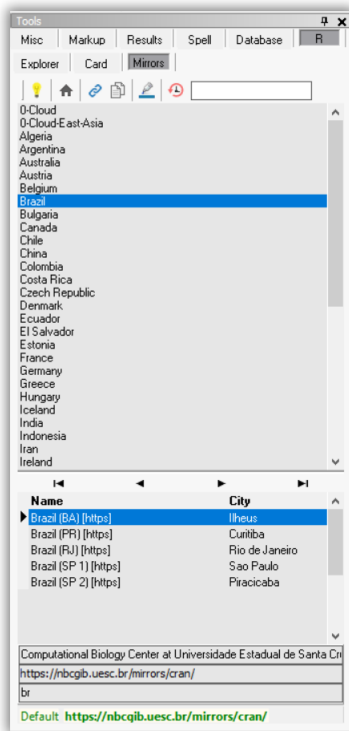 Tools
Misc Markup Results Spell Database R
Explorer Card Mirrors
0-Cloud
0-Cloud-East-Asia
Algeria
Argentina
Australia
Austria
Belgium
Brazil
Bulgaria
Canada
Chile
China
Colombia
Costa Rica
Czech Republic
Denmark
Ecuador
El Salvador
Estonia
France
Germany
Greece
Hungary
Iceland
India
Indonesia
Iran
Ireland
Name City
Brazil (BA) [https] Ilheus
Brazil (PR) [https] Curitiba
Brazil (RJ) [https] Rio de Janeiro
Brazil (SP 1) [https] Sao Paulo
Brazil (SP 2) [https] Piracicaba
Computational Biology Center at Universidade Estadual de Santa Cru
https://nbcgib.uesc.br/mirrors/cran/
br
Default https://nbcgib.uesc.br/mirrors/cran/